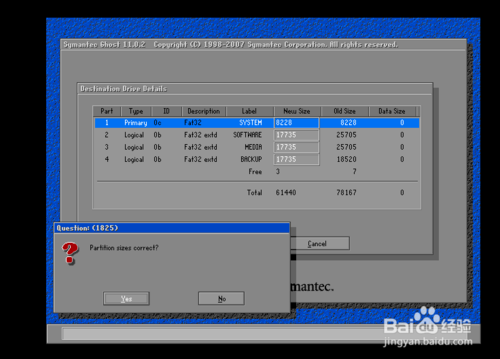 Symantec Ghost 11.0.2 Copyright (C) 1998-2007 Symantec Corporation. All rights reserved.
Destination Drive Details
Part Type ID Description Label New Size Old Size Data Size
1 Primary 0c Fat32 SYSTEM 8228 8228 0
2 Logical 0b Fat32 extd SOFTWARE 17735 25705 0
3 Logical 0b Fat32 extd MEDIA 17735 25705 0
4 Logical 0b Fat32 extd BACKUP 17735 18520 0
Free 3 7
Total 61440 78167 0
Cancel
Question: (1825)
Partition sizes correct?
Yes No
mantec.
Baidu 经验
jingyan.baidu.com